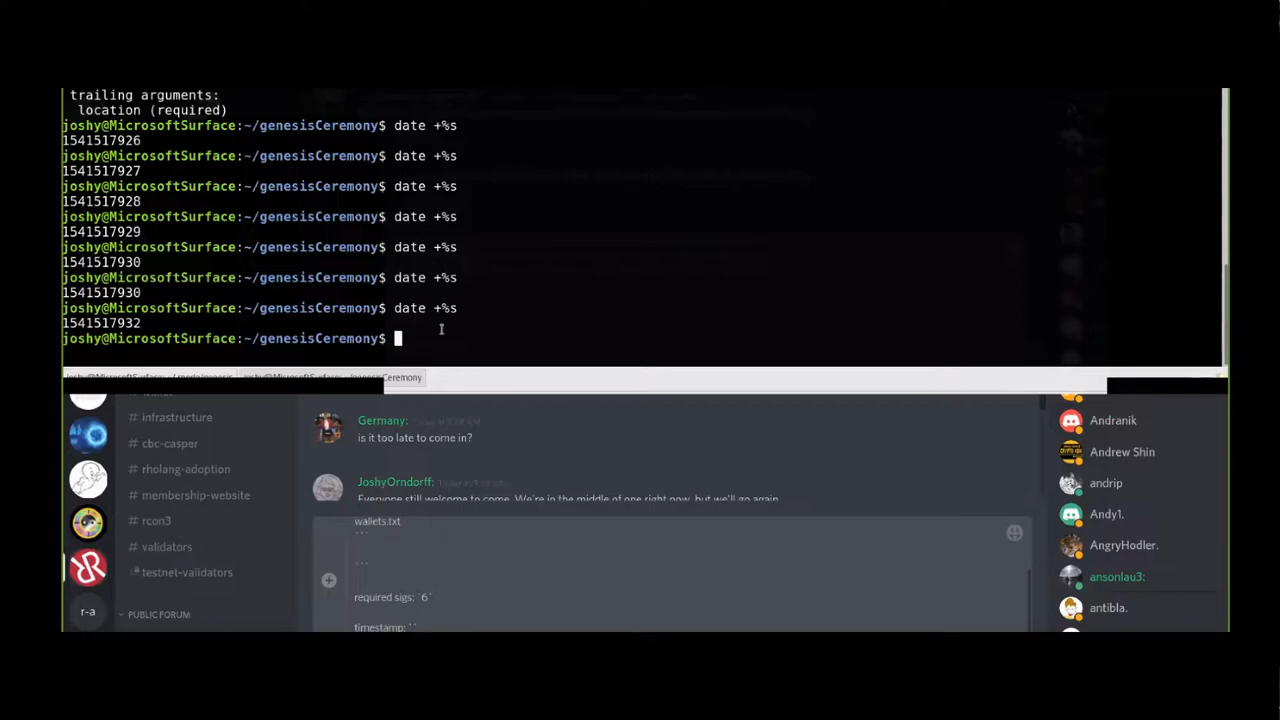 trailing arguments:
location (required)
joshy@MicrosoftSurface:~/genesisCeremony$ date +%s
1541517926
joshy@MicrosoftSurface:~/genesisCeremony$ date +%s
1541517927
joshy@MicrosoftSurface:~/genesisCeremony$ date +%s
1541517928
joshy@MicrosoftSurface:~/genesisCeremony$ date +%s
1541517929
joshy@MicrosoftSurface:~/genesisCeremony$ date +%s
1541517930
joshy@MicrosoftSurface:~/genesisCeremony$ date +%s
1541517930
joshy@MicrosoftSurface:~/genesisCeremony$ date +%s
1541517932
joshy@MicrosoftSurface:~/genesisCeremony$
joshy@MicrosoftSurface: ~/genesisCeremony
# infrastructure
# cbc-casper
# rholang-adoption
# membership-website
# rcon3
# validators
# testnet-validators
r-a
PUBLIC FORUM
Germany:
is it too late to come in?
JoshyOrndorff:
Everyone still welcome to come. We're in the middle of one right now, but we'll go again
wallets.txt
```
```
required sigs: `6`
timestamp: ``
Andranik
Andrew Shin
andrip
Andy1.
AngryHodler.
ansonlau3:
antibla.